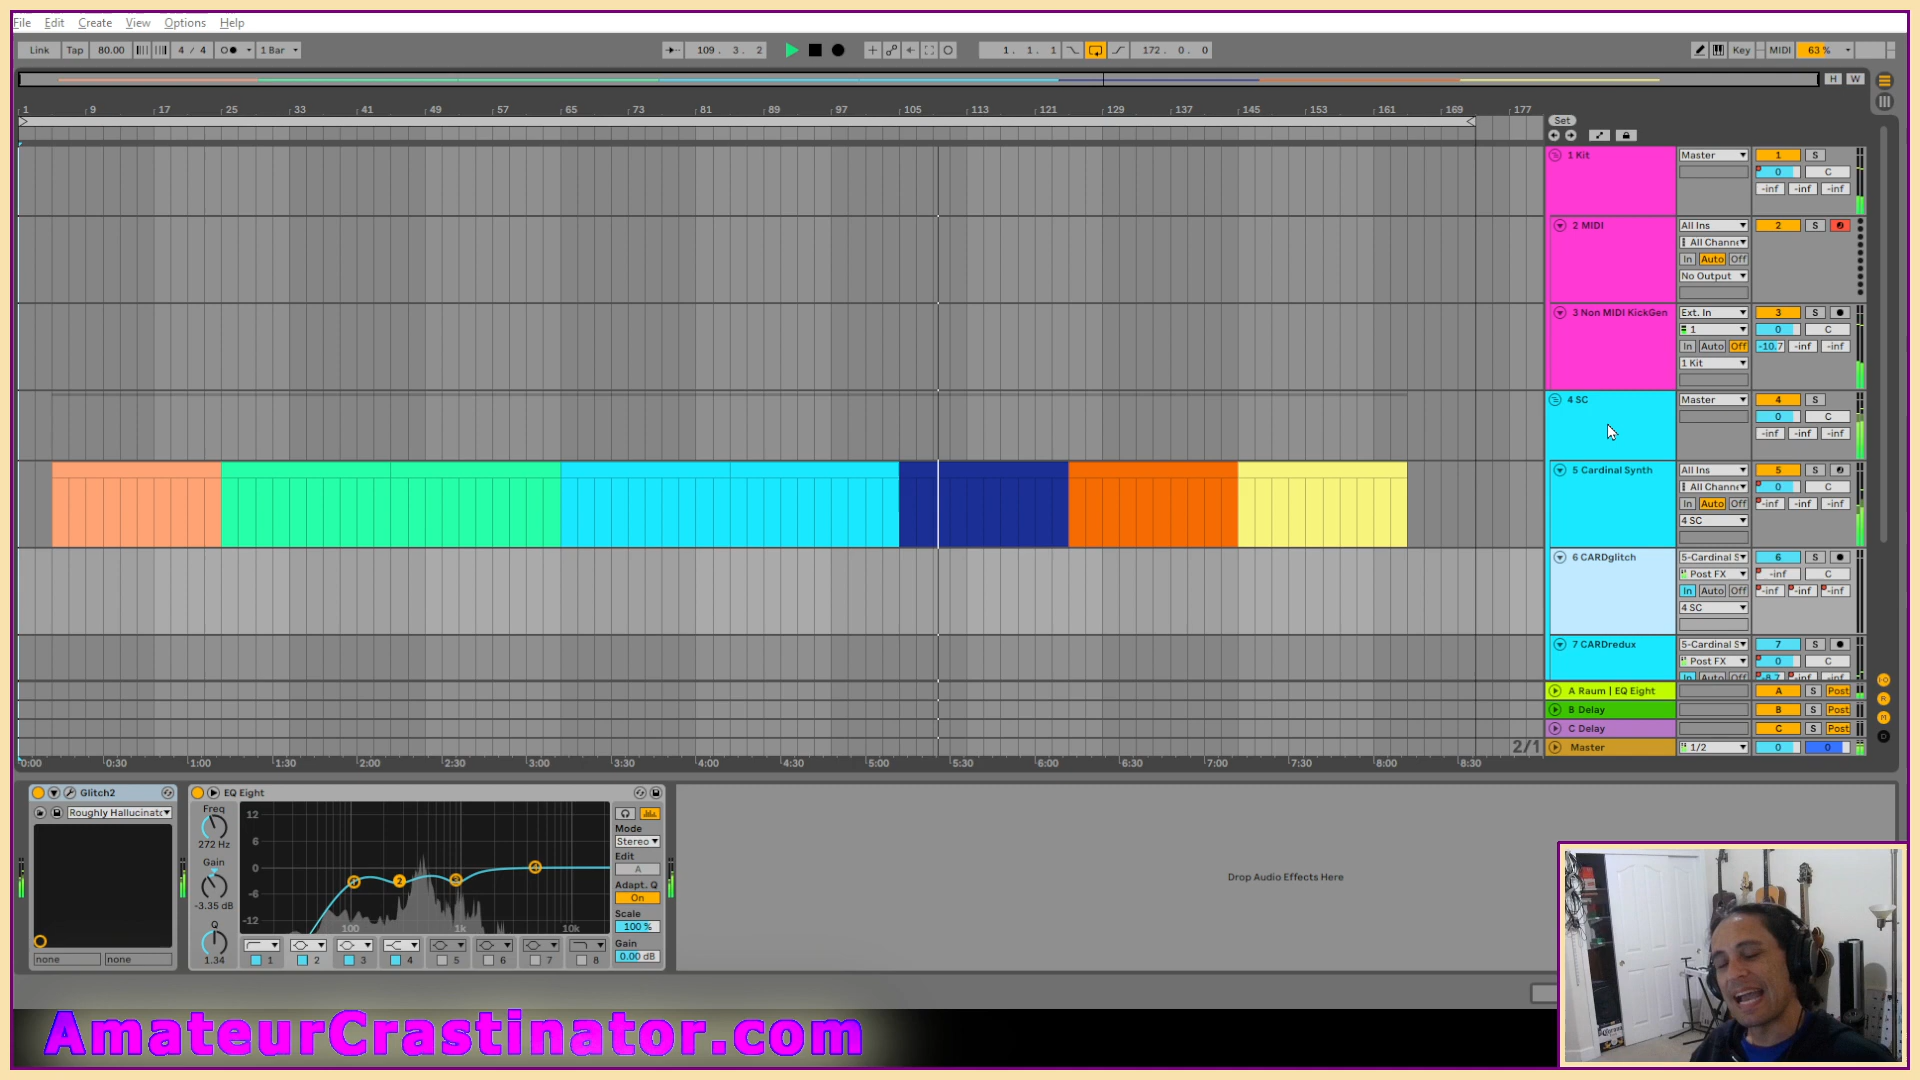 File Edit Create View Options Help
Link Tap 80.00 4 / 4 1 Bar 109. 3. 2 1. 1. 1 172. 0. 0 Key MIDI 63 %
H W
1 9 17 25 33 41 49 57 65 73 81 89 97 105 113 121 129 137 145 153 161 169 177
Set
1 Kit Master 1 S
0 C
-inf -inf -inf
2 MIDI All Ins 2 S
All Channe
In Auto Off
No Output
3 Non MIDI KickGen Ext. In 3 S
1 0 C
In Auto Off -10.7 -inf -inf
1 Kit
4 SC Master 4 S
0 C
-inf -inf -inf
5 Cardinal Synth All Ins 5 S
All Channe 0 C
In Auto Off -inf -inf -inf
4 SC
6 CARDglitch 5-Cardinal S 6 S
Post FX -inf C
In Auto Off -inf -inf -inf
4 SC
7 CARDredux 5-Cardinal S 7 S
Post FX 0 C
In Auto Off -8.7 -inf -inf
A Raum | EQ Eight A S Post
B Delay B S Post
C Delay C S Post
2/1 Master 1/2 0 0
0:00 0:30 1:00 1:30 2:00 2:30 3:00 3:30 4:00 4:30 5:00 5:30 6:00 6:30 7:00 7:30 8:00 8:30
Glitch2 EQ Eight
Roughly Hallucinatc
none none
Freq
272 Hz
Gain
-3.35 dB
Q
1.34
12
6
0
-6
-12
100 1k 10k
1 2 3 4 5 6 7 8
Mode
Stereo
Edit
A
Adapt. Q
On
Scale
100 %
Gain
0.00 dB
Drop Audio Effects Here
AmateurCrastinator.com